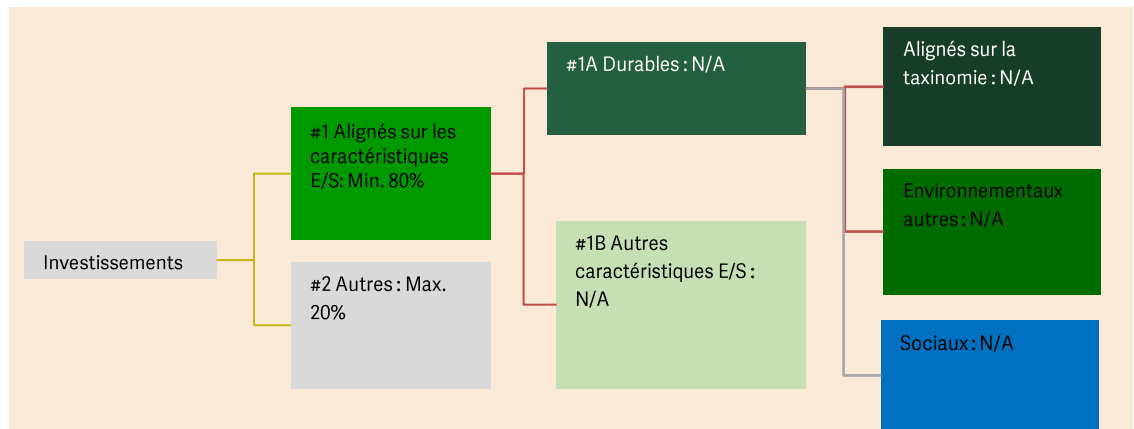 Investissements
#1 Alignés sur les
caractéristiques
E/S: Min. 80%
#2 Autres : Max.
20%
#1A Durables : N/A
#1B Autres
caractéristiques E/S :
N/A
Alignés sur la
taxinomie : N/A
Environnementaux
autres : N/A
Sociaux : N/A